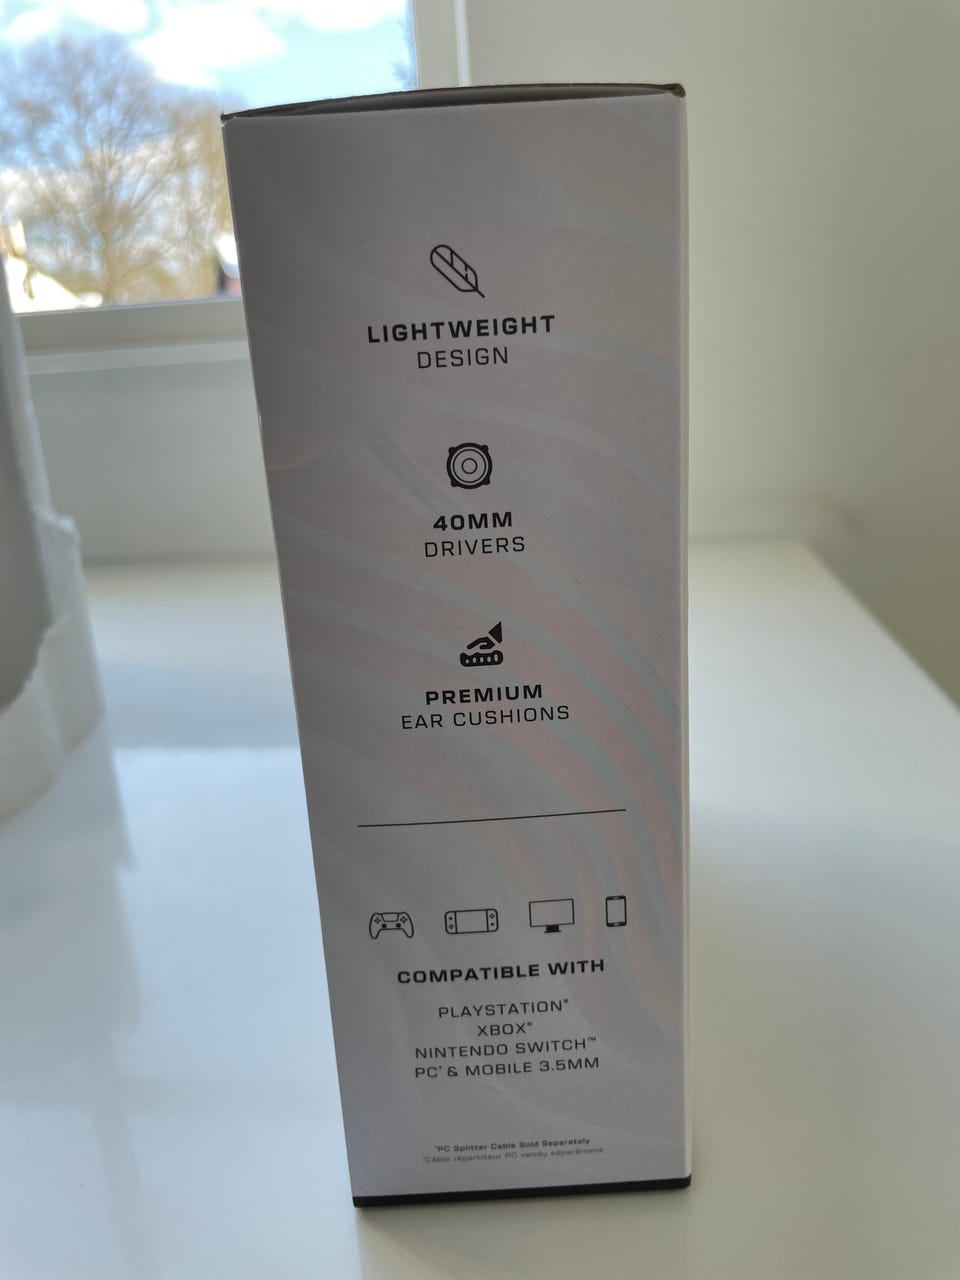 LIGHTWEIGHT
DESIGN
40MM
DRIVERS
PREMIUM
EAR CUSHIONS
COMPATIBLE WITH
PLAYSTATION®
XBOX®
NINTENDO SWITCH™
PC* & MOBILE 3.5MM
*PC Splitter Cable Sold Separately
*Câble répartiteur PC vendu séparément